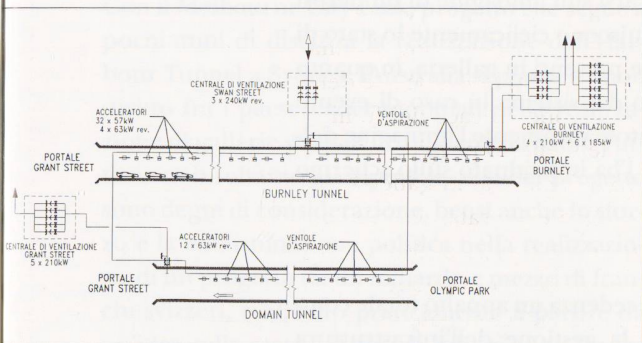 CENTRALE DI VENTILAZIONE
SWAN STREET
3 x 240kW rev.
ACCELERATORI
32 x 57kW
4 x 63kW rev.
VENTOLE
D'ASPIRAZIONE
CENTRALE DI VENTILAZIONE
BURNLEY
4 x 210kW + 6 x 185kW
PORTALE
GRANT STREET
PORTALE
BURNLEY
BURNLEY TUNNEL
CENTRALE DI VENTILAZIONE
GRANT STREET
5 x 210kW
ACCELERATORI
12 x 63kW rev.
VENTOLE
D'ASPIRAZIONE
PORTALE
GRANT STREET
PORTALE
OLYMPIC PARK
DOMAIN TUNNEL